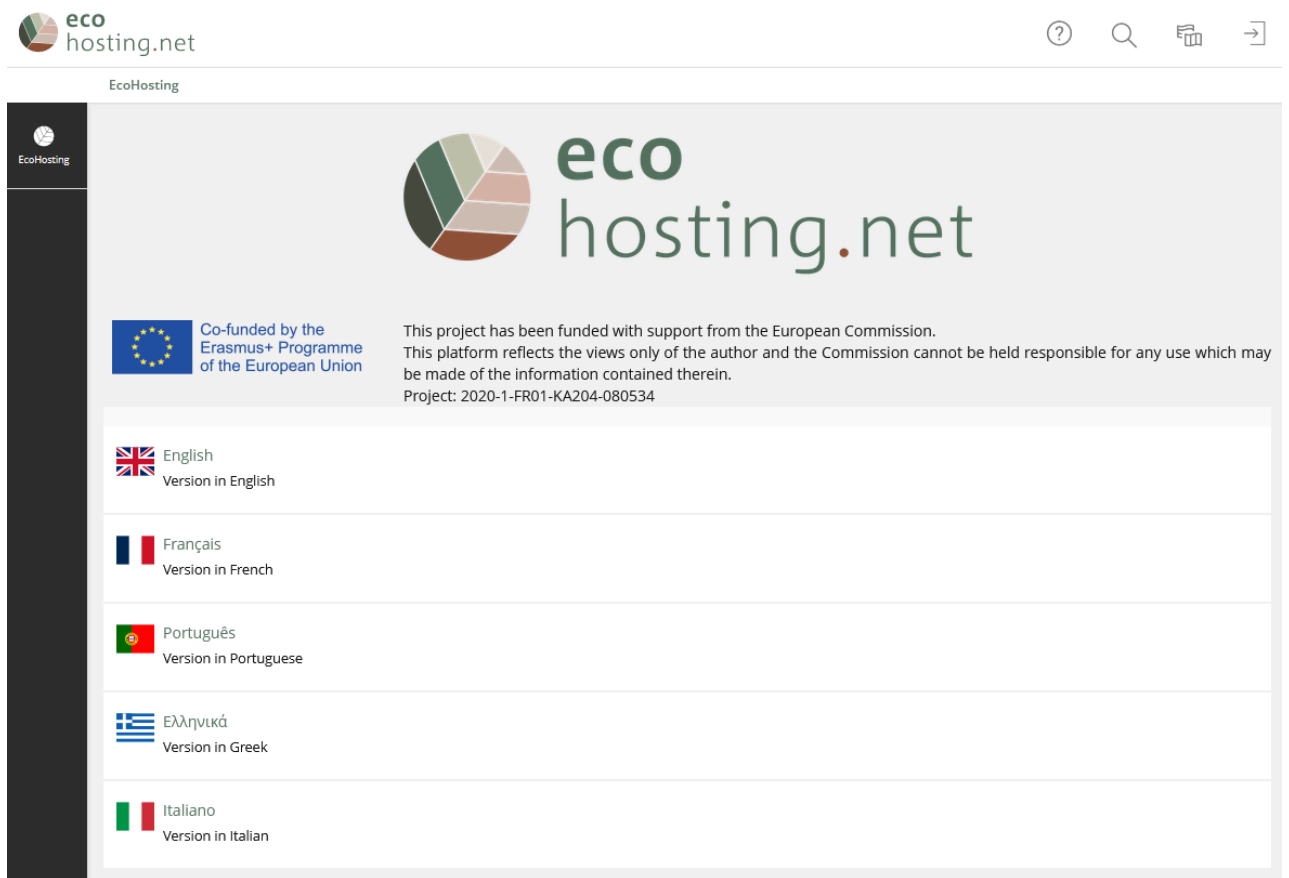 eco
hosting.net
EcoHosting
EcoHosting
eco
hosting.net
Co-funded by the
Erasmus+ Programme
of the European Union
This project has been funded with support from the European Commission.
This platform reflects the views only of the author and the Commission cannot be held responsible for any use which may
be made of the information contained therein.
Project: 2020-1-FR01-KA204-080534
English
Version in English
Français
Version in French
Português
Version in Portuguese
Ελληνικά
Version in Greek
Italiano
Version in Italian